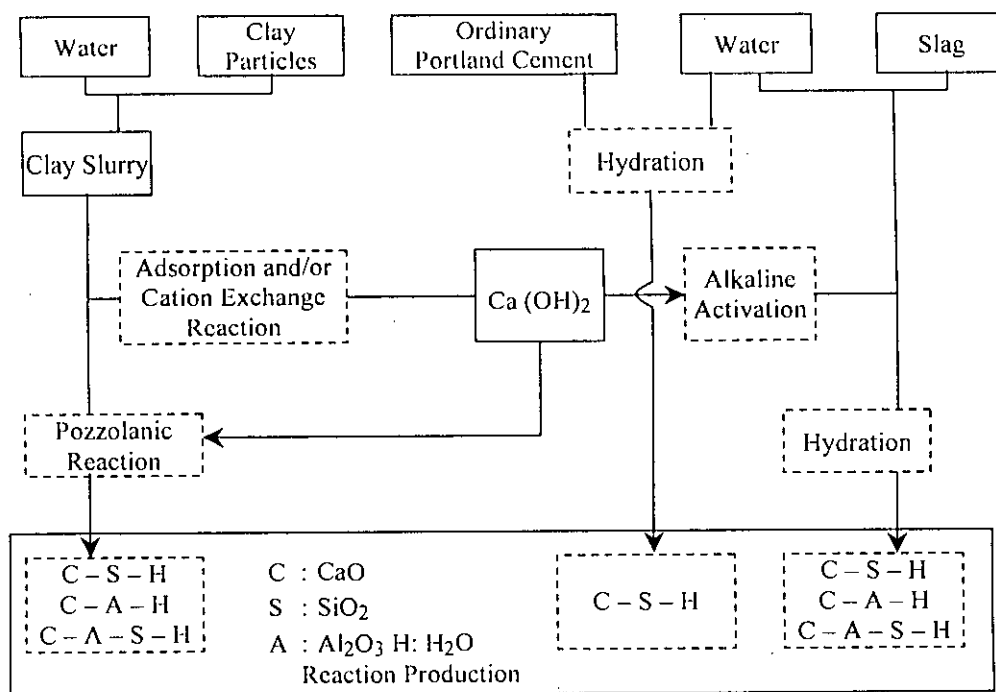 Water
Clay
Particles
Ordinary
Portland Cement
Water
Slag
Clay Slurry
Hydration
Adsorption and/or
Cation Exchange
Reaction
Ca (OH)2
Alkaline
Activation
Pozzolanic
Reaction
Hydration
C – S – H
C – A – H
C – A – S – H
C : CaO
S : SiO2
A : Al2O3 H: H2O
Reaction Production
C – S – H
C – S – H
C – A – H
C – A – S – H